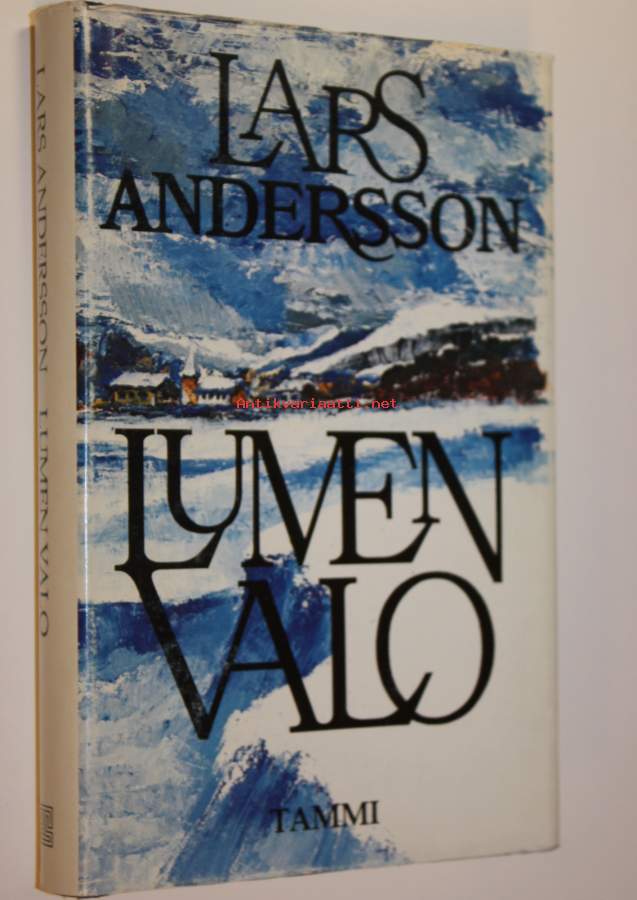 LARS
ANDERSSON
Antikvariaatti.net
LUMEN
VALO
TAMMI
LARS ANDERSSON LUMEN VALO